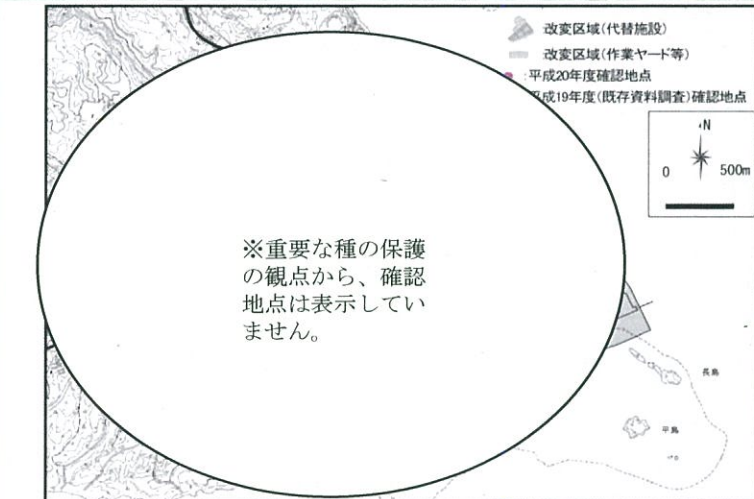 :改変区域(代替施設)
:改変区域(作業ヤード等)
:平成20年度確認地点
平成19年度(既存資料調査)確認地点
N
0 500m
※重要な種の保護
の観点から、確認
地点は表示してい
ません。
長島
平島